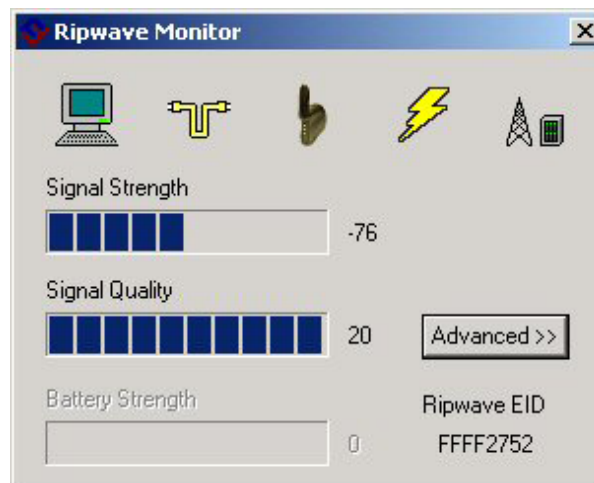 Ripwave Monitor
Signal Strength
-76
Signal Quality
20
Advanced >>
Battery Strength
0
Ripwave EID
FFFF2752